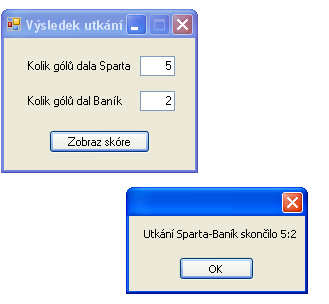 Výsledek utkání
Kolik gólů dala Sparta 5
Kolik gólů dal Baník 2
Zobraz skóre
Utkání Sparta-Baník skončilo 5:2
OK